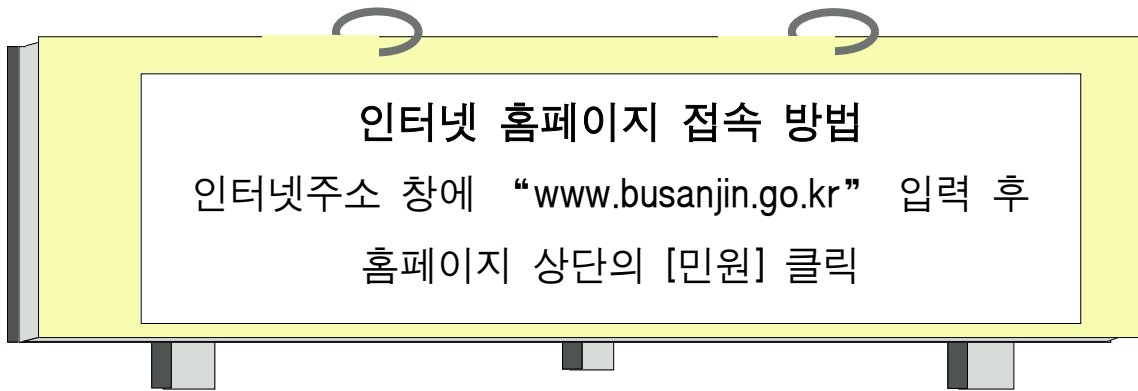 인터넷 홈페이지 접속 방법
인터넷주소 창에 “www.busanjin.go.kr” 입력 후
홈페이지 상단의 [민원] 클릭